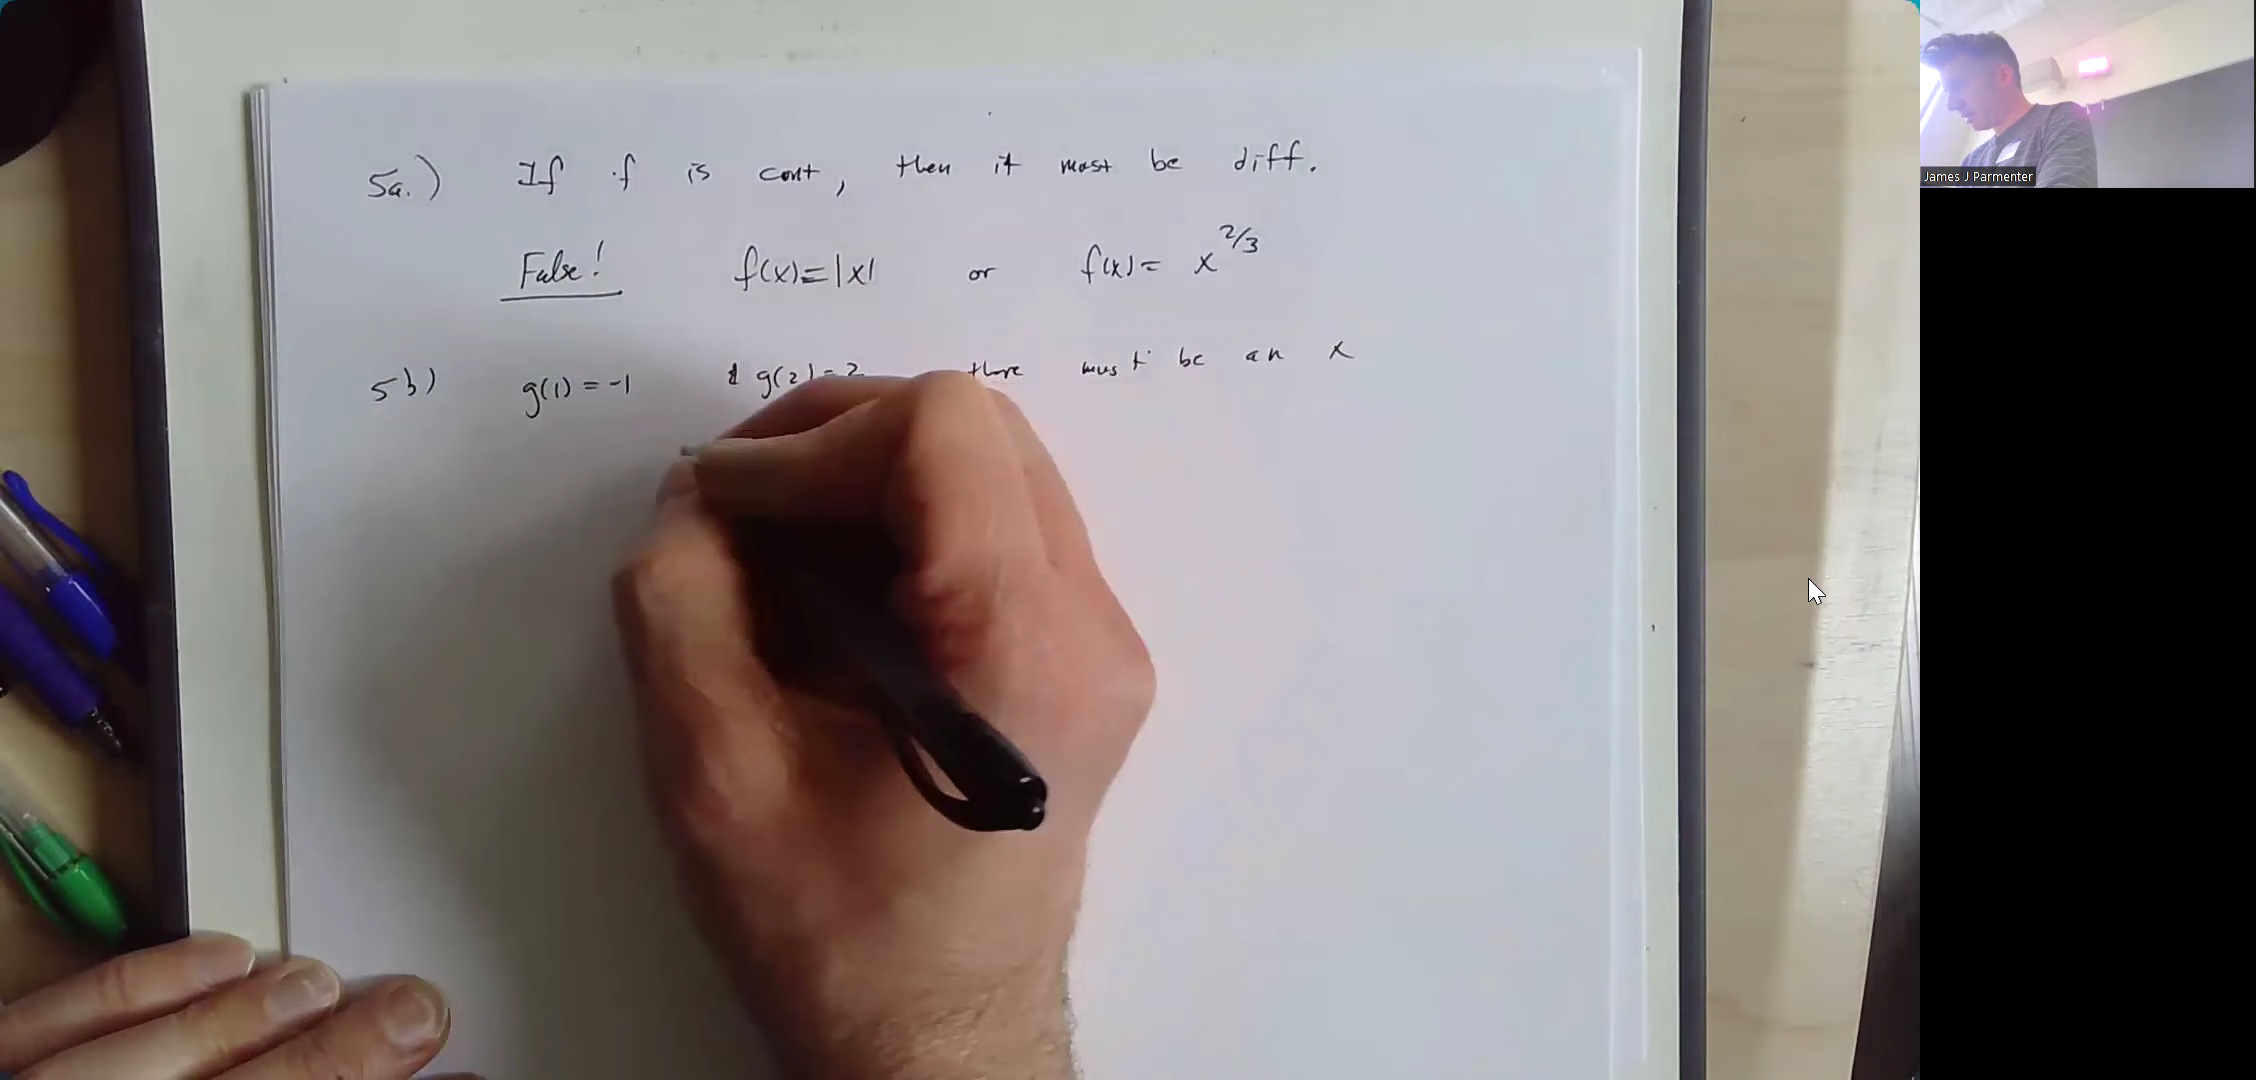 5a.) If f is cont, then it must be diff.
False! f(x)=|x| or f(x)= x^2/3
5b) g(1) = -1 & g(2) = 2 there must be an x
James J Parmenter